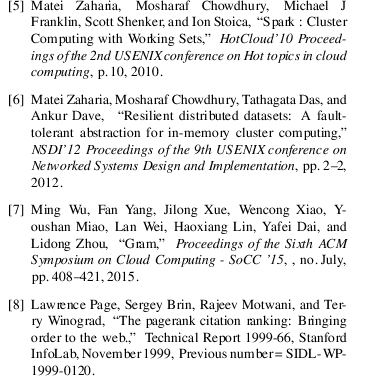 [5] Matei Zaharia, Mosharaf Chowdhury, Michael J
Franklin, Scott Shenker, and Ion Stoica, “Spark : Cluster
Computing with Working Sets,” HotCloud’10 Proceed-
ings of the 2nd USENIX conference on Hot topics in cloud
computing, p. 10, 2010.
[6] Matei Zaharia, Mosharaf Chowdhury, Tathagata Das, and
Ankur Dave, “Resilient distributed datasets: A fault-
tolerant abstraction for in-memory cluster computing,”
NSDI’12 Proceedings of the 9th USENIX conference on
Networked Systems Design and Implementation, pp. 2–2,
2012.
[7] Ming Wu, Fan Yang, Jilong Xue, Wencong Xiao, Y-
oushan Miao, Lan Wei, Haoxiang Lin, Yafei Dai, and
Lidong Zhou, “Gram,” Proceedings of the Sixth ACM
Symposium on Cloud Computing - SoCC ’15, , no. July,
pp. 408–421, 2015.
[8] Lawrence Page, Sergey Brin, Rajeev Motwani, and Ter-
ry Winograd, “The pagerank citation ranking: Bringing
order to the web.,” Technical Report 1999-66, Stanford
InfoLab, November 1999, Previous number = SIDL-WP-
1999-0120.